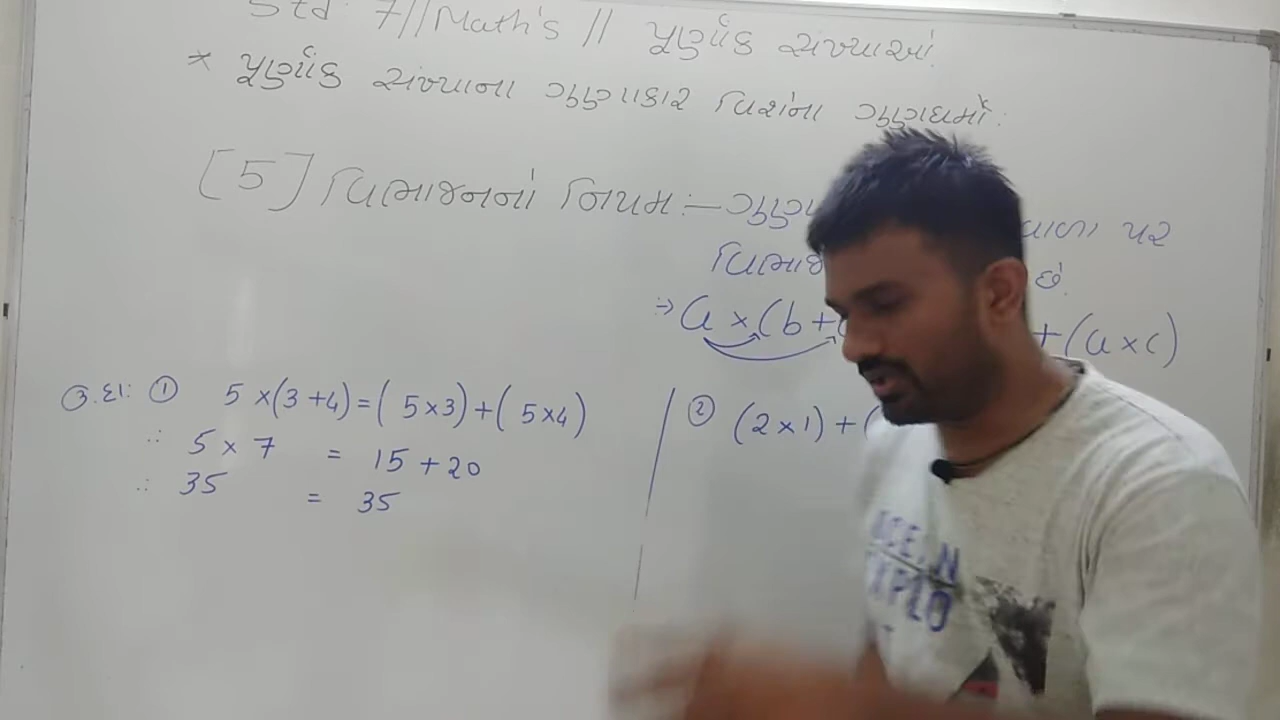 Std. 7 // Math's // પૂર્ણાંક સંખ્યાઓ.
* પૂર્ણાંક સંખ્યાના ગુણાકાર વિશેના ગુણધર્મો:
[5] વિભાજનનો નિયમ :-
પર
છે.
⇒ a × (b + + (a × c)
ઉ.દા: ① 5 × (3 + 4) = (5 × 3) + (5 × 4)
∴ 5 × 7 = 15 + 20
∴ 35 = 35
② (2 × 1) + (